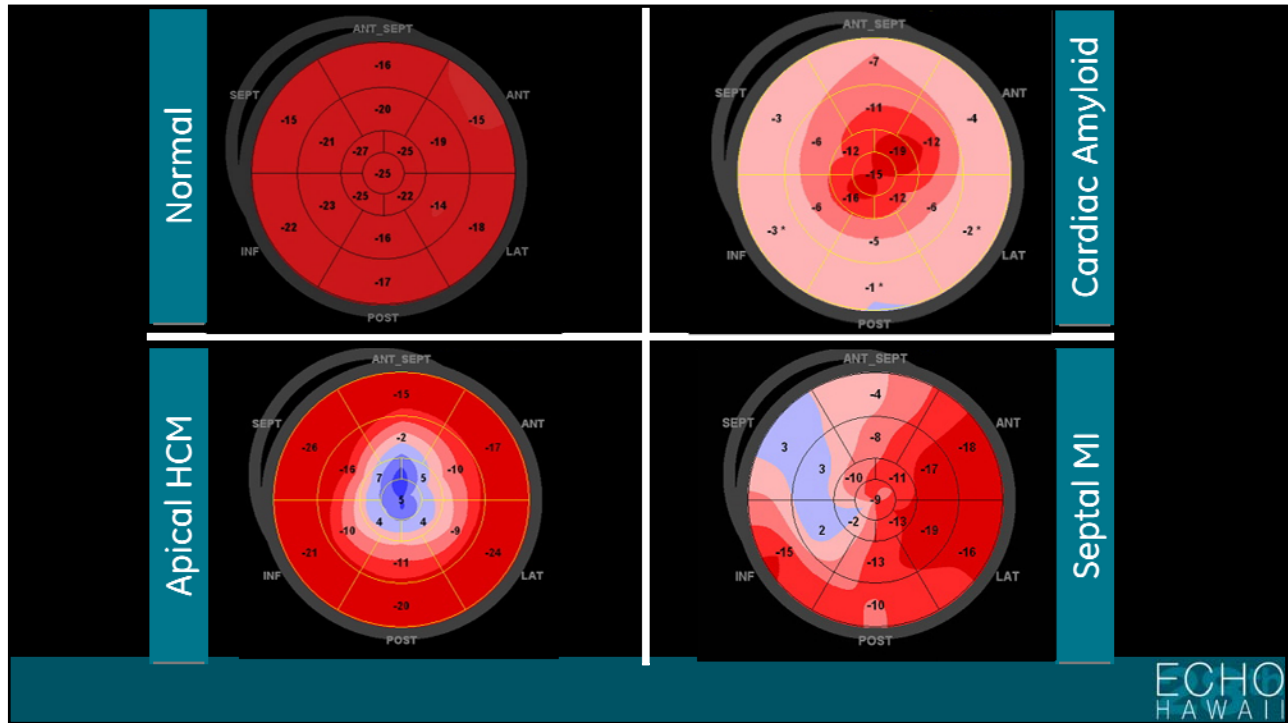 Normal
ANT_SEPT
-16
SEPT
ANT
-15
-15
-20
-21
-19
-27
-25
-25
-25
-22
-23
-14
-22
-18
-16
INF
LAT
-17
POST
Cardiac Amyloid
ANT_SEPT
-7
SEPT
ANT
-3
-4
-11
-6
-12
-12
-19
-15
-16
-12
-6
-6
-3 *
-2 *
-5
INF
LAT
-1 *
POST
Apical HCM
ANT_SEPT
-15
SEPT
ANT
-26
-17
-2
-16
-10
7
5
5
4
4
-10
-9
-21
-24
-11
INF
LAT
-20
POST
Septal MI
ANT_SEPT
-4
SEPT
ANT
3
-18
-8
3
-17
-10
-11
-9
-2
-13
2
-19
-15
-16
-13
INF
LAT
-10
POST
ECHO
HAWAII